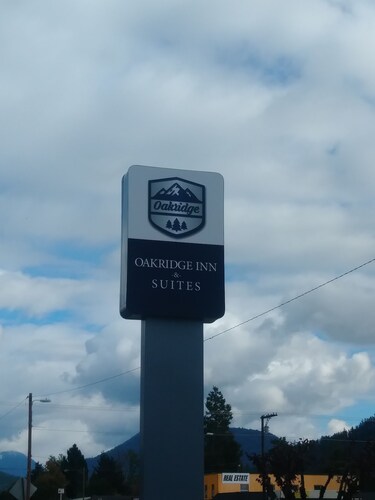 Oakridge
OAKRIDGE INN
&
SUITES
REAL ESTATE